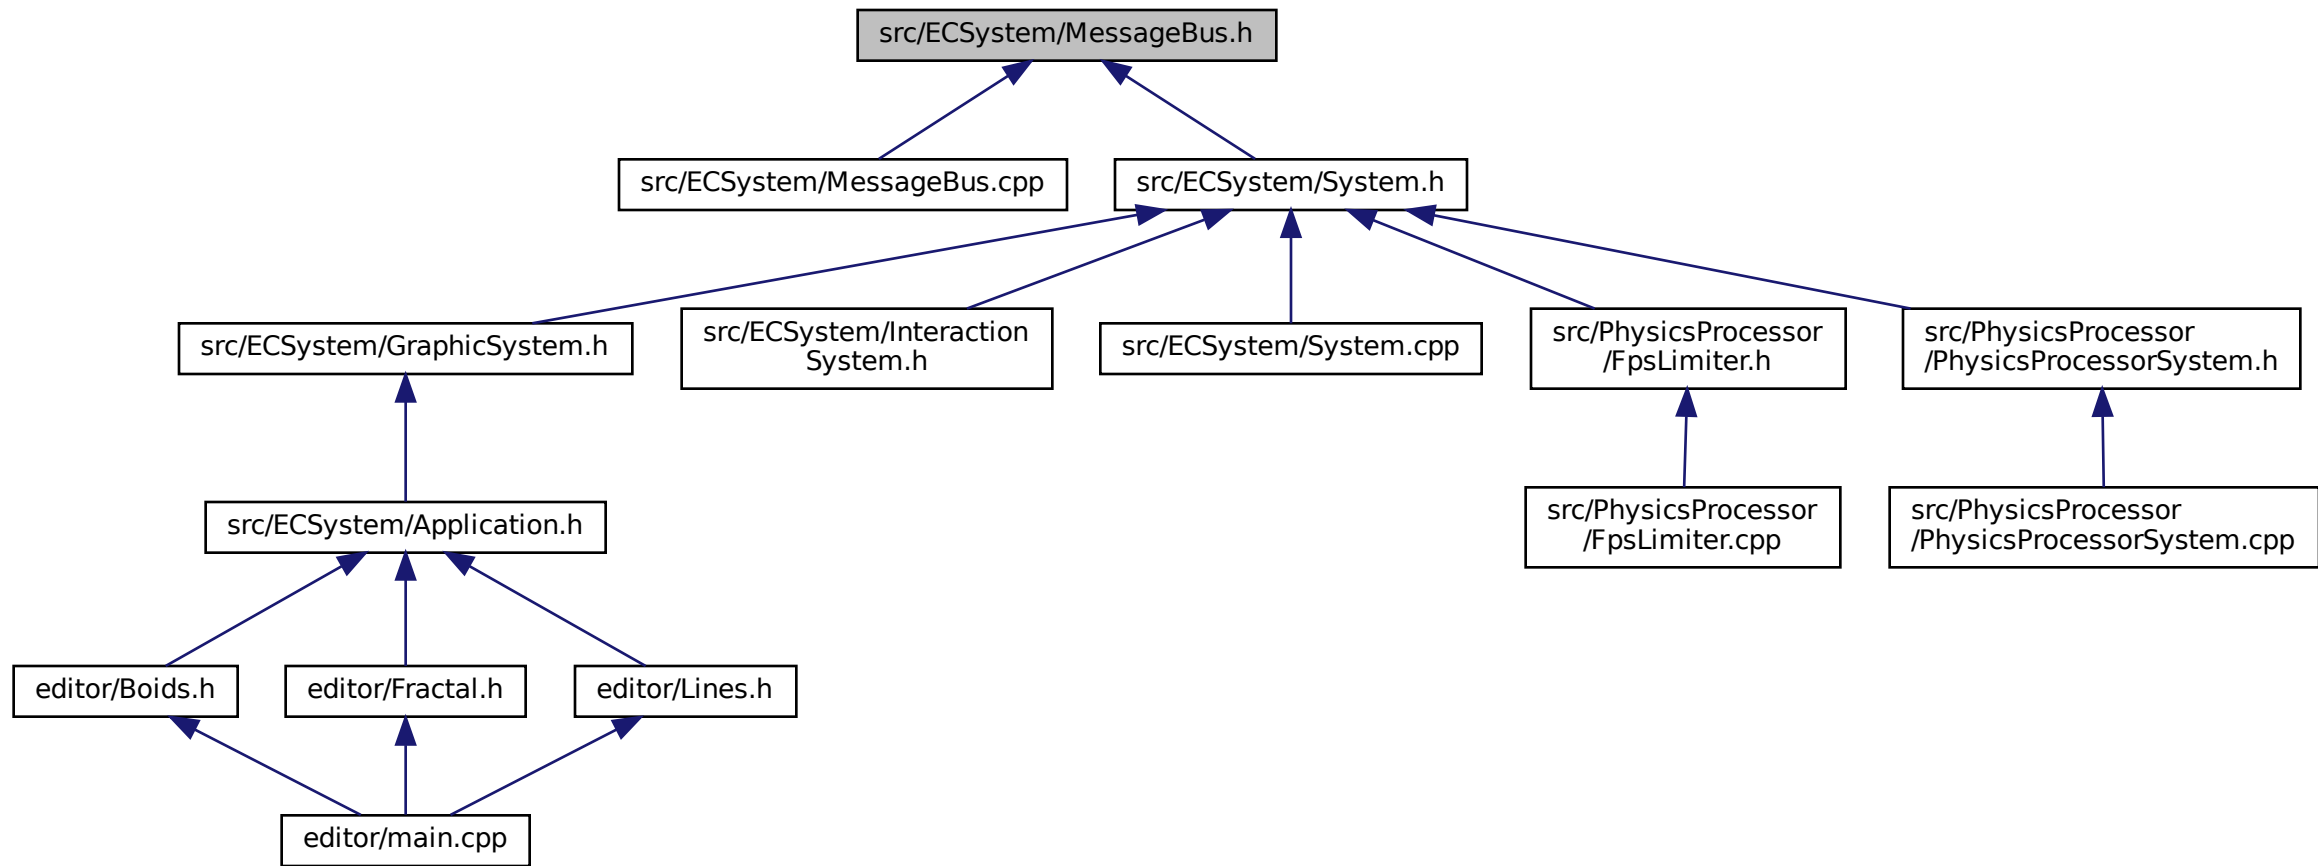 src/ECSystem/MessageBus.h
src/ECSystem/MessageBus.cpp
src/ECSystem/System.h
src/ECSystem/GraphicSystem.h
src/ECSystem/Interaction
System.h
src/ECSystem/System.cpp
src/PhysicsProcessor
/FpsLimiter.h
src/PhysicsProcessor
/PhysicsProcessorSystem.h
src/ECSystem/Application.h
src/PhysicsProcessor
/FpsLimiter.cpp
src/PhysicsProcessor
/PhysicsProcessorSystem.cpp
editor/Boids.h
editor/Fractal.h
editor/Lines.h
editor/main.cpp